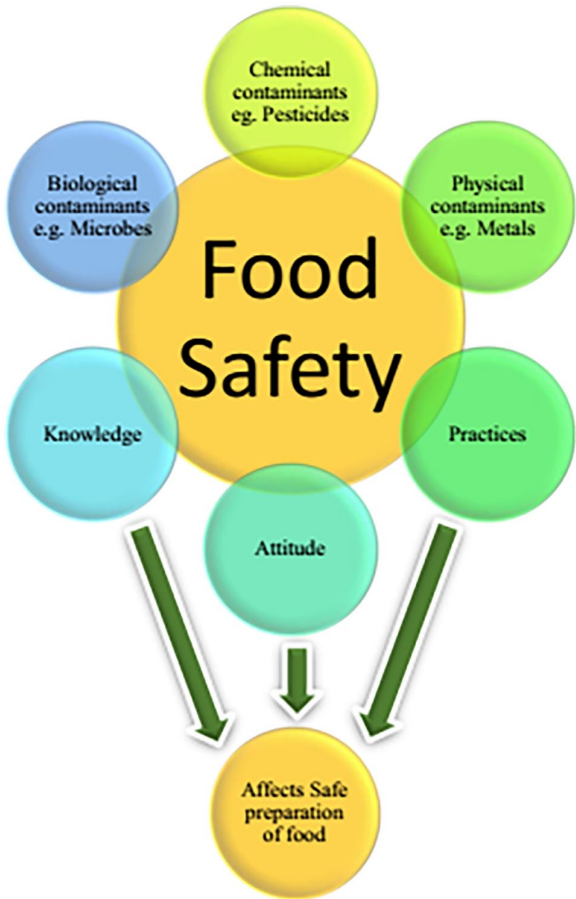 Chemical
contaminants
eg. Pesticides
Biological
contaminants
e.g. Microbes
Physical
contaminants
e.g. Metals
Food
Safety
Knowledge
Practices
Attitude
Affects Safe
preparation
of food